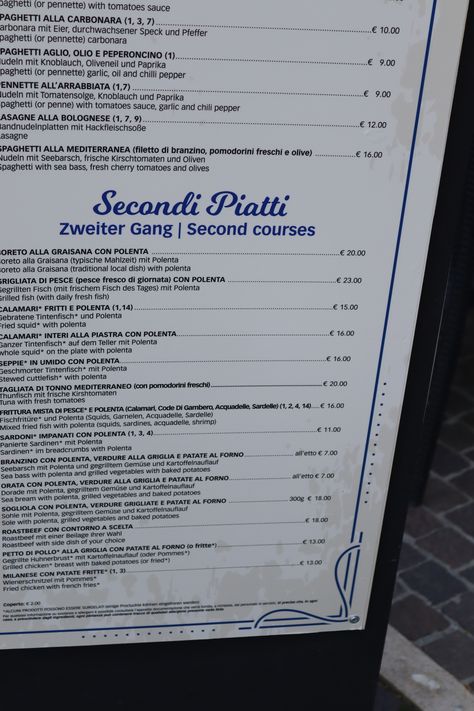 paghetti (or pennette) with tomatoes sauce
PAGHETTI ALLA CARBONARA (1, 3, 7) € 10.00
arbonara mit Eier, durchwachsener Speck und Pfeffer
paghetti (or pennette) carbonara
PAGHETTI AGLIO, OLIO E PEPERONCINO (1) € 9.00
Nudeln mit Knoblauch, Oliveneil und Paprika
Spaghetti (or pennette) garlic, oil and chilli pepper
PENNETTE ALL'ARRABBIATA (1,7) € 9.00
Nudeln mit Tomatensolge, Knoblauch und Paprika
Spaghetti (or penne) with tomatoes sauce, garlic and chili pepper
LASAGNE ALLA BOLOGNESE (1, 7, 9) € 12.00
Bandnudelnplatten mit Hackfleischsoße
Lasagne
SPAGHETTI ALLA MEDITERRANEA (filetto di branzino, pomodorini freschi e olive) € 16.00
Nudeln mit Seebarsch, frische Kirschtomaten und Oliven
Spaghetti with sea bass, fresh cherry tomatoes and olives
Secondi Piatti
Zweiter Gang | Second courses
BORETO ALLA GRAISANA CON POLENTA € 20.00
Boreto alla Graisana (typische Mahlzeit) mit Polenta
Boreto alla Graisana (traditional local dish) with polenta
GRIGLIATA DI PESCE (pesce fresco di giornata) CON POLENTA € 23.00
Gegrillten Fisch (mit frischem Fisch des Tages) mit Polenta
Grilled fish (with daily fresh fish)
CALAMARI* FRITTI E POLENTA (1,14) € 15.00
Gebratene Tintenfisch* und Polenta
Fried squid* with polenta
CALAMARI* INTERI ALLA PIASTRA CON POLENTA € 16.00
Ganzer Tintenfisch* auf dem Teller mit Polenta
whole squid* on the plate with polenta
SEPPIE* IN UMIDO CON POLENTA € 16.00
Geschmorter Tintenfisch* mit Polenta
Stewed cuttlefish* with polenta
TAGLIATA DI TONNO MEDITERRANEO (con pomodorini freschi) € 20.00
Thunfisch mit frische Kirshtomaten
Tuna with fresh tomatoes
FRITTURA MISTA DI PESCE* E POLENTA (Calamari, Code Di Gambero, Acquadelle, Sardelle) (1, 2, 4, 14) € 16.00
Fischfritüre* und Polenta (Squids, Garnelen, Acquadelle, Sardelle)
Mixed fried fish with polenta (squids, sardines, acquadelle, shrimp)
SARDONI* IMPANATI CON POLENTA (1, 3, 4) € 11.00
Panierte Sardinen* mit Polenta
Sardinen* in breadcrumbs with Polenta
BRANZINO CON POLENTA, VERDURE ALLA GRIGLIA E PATATE AL FORNO all'etto € 7.00
Seebarsch mit Polenta und gegrilltem Gemüse und Kartoffelnauflauf
Sea bass with polenta, grilled vegetables and baked potatoes
ORATA CON POLENTA, VERDURE ALLA GRIGLIA E PATATE AL FORNO all'etto € 7.00
Dorade mit Polenta, gegrilltem Gemüse und Kartoffelnauflauf
Sea bream with polenta, grilled vegetables and baked potatoes
SOGLIOLA CON POLENTA, VERDURE GRIGLIATE E PATATE AL FORNO 300g € 18.00
Sohle mit Polenta, gegrilltem Gemüse und Kartoffelnauflauf
Sole with polenta, grilled vegetables and baked potatoes
ROASTBEEF CON CONTORNO A SCELTA € 18.00
Roastbeef mit einer Beilage ihrer Wahl
Roastbeef with side dish of your choice
PETTO DI POLLO* ALLA GRIGLIA CON PATATE AL FORNO (o fritte*) € 13.00
Gegrillte Huhnerbrust* mit Kartoffelnauflauf (oder Pommes*)
Grilled chicken* breast with baked potatoes (or fried*)
MILANESE CON PATATE FRITTE* (1, 3) € 13.00
Wienerschnitzel mit Pommes*
Fried chicken with french fries*
Coperto: € 2.00